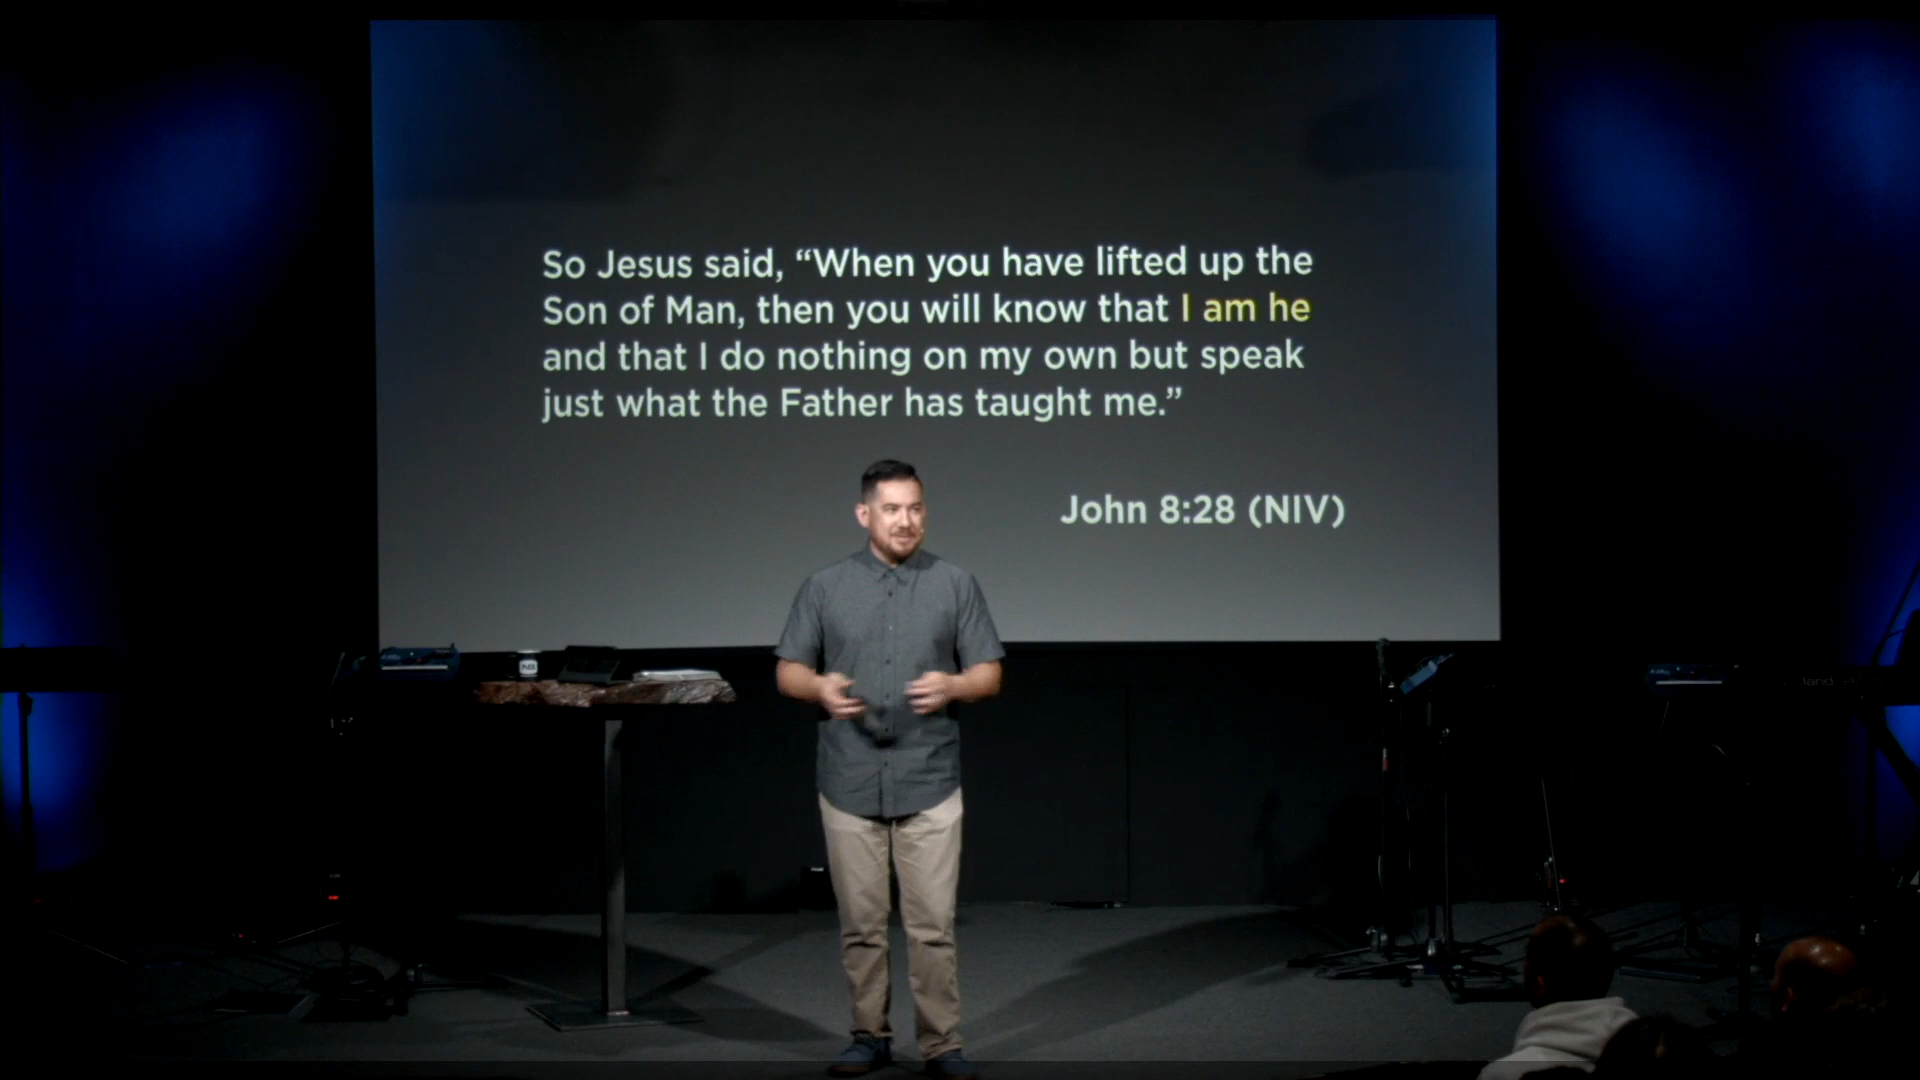 So Jesus said, “When you have lifted up the
Son of Man, then you will know that I am he
and that I do nothing on my own but speak
just what the Father has taught me.”
John 8:28 (NIV)